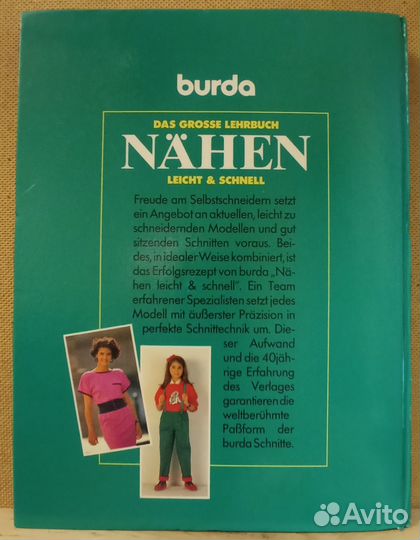 burda
DAS GROSSE LEHRBUCH
NÄHEN
LEICHT & SCHNELL
Freude am Selbstschneidern setzt
ein Angebot an aktuellen, leicht zu
schneidernden Modellen und gut
sitzenden Schnitten voraus. Bei-
des, in idealer Weise kombiniert, ist
das Erfolgsrezept von burda „Nä-
hen leicht & schnell". Ein Team
erfahrener Spezialisten setzt jedes
Modell mit äußerster Präzision in
perfekte Schnittechnik um. Die-
ser Aufwand
und die 40jäh-
rige Erfahrung
des Verlages
garantieren die
weltberühmte
Paßform der
burda Schnitte.
Avito